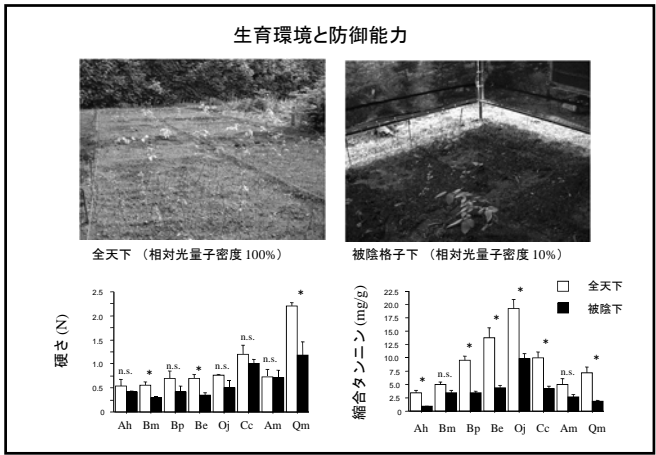 生育環境と防御能力
全天下 (相対光量子密度 100%)
被陰格子下 (相対光量子密度 10%)
硬さ (N)
2.5
2.0
1.5
1.0
0.5
0
n.s.
*
n.s.
*
n.s.
n.s.
n.s.
*
Ah Bm Bp Be Oj Cc Am Qm
縮合タンニン (mg/g)
22.5
20.0
17.5
15.0
12.5
10.0
7.5
5.0
2.5
0
*
n.s.
*
*
*
*
n.s.
*
Ah Bm Bp Be Oj Cc Am Qm
全天下
被陰下